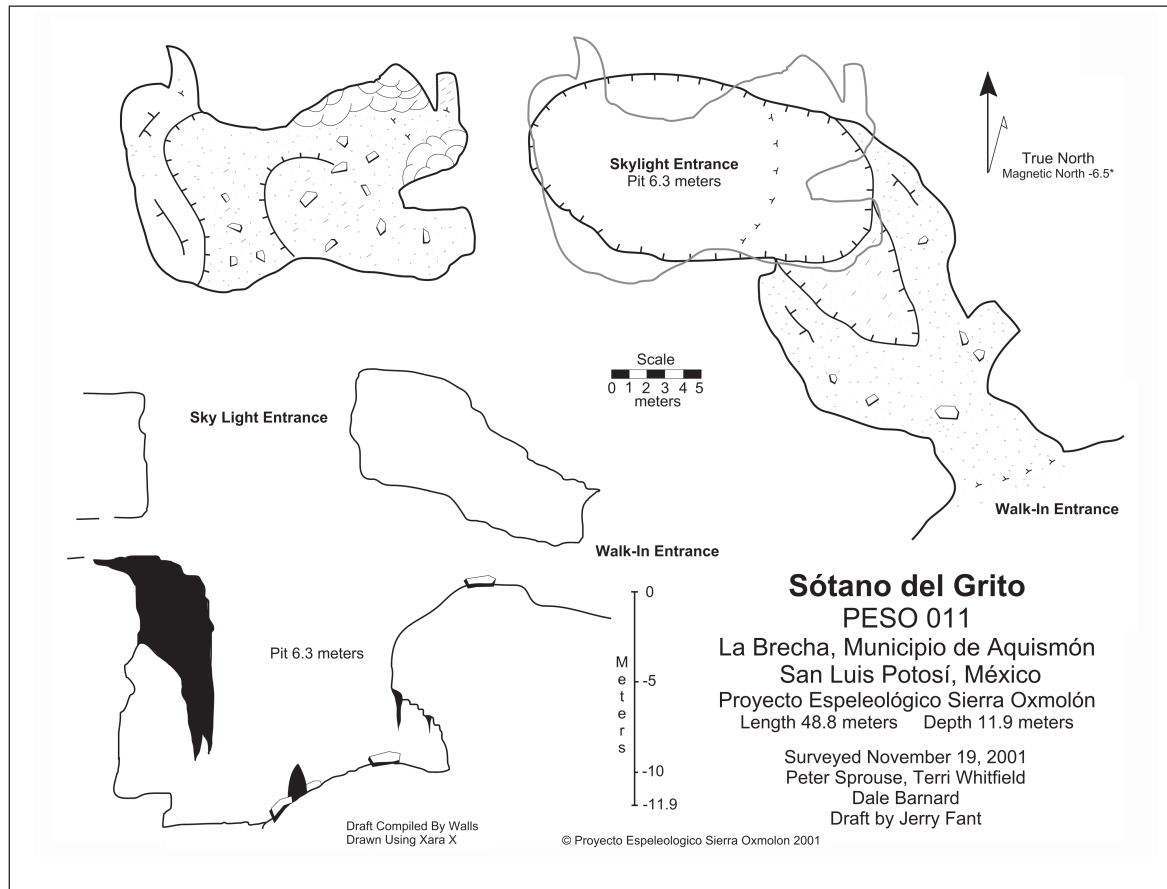 Skylight Entrance
Pit 6.3 meters
True North
Magnetic North -6.5*
Scale
0 1 2 3 4 5
meters
Walk-In Entrance
Sky Light Entrance
Walk-In Entrance
Pit 6.3 meters
Meters
0
-5
-10
-11.9
Sótano del Grito
PESO 011
La Brecha, Municipio de Aquismón
San Luis Potosí, México
Proyecto Espeleológico Sierra Oxmolón
Length 48.8 meters Depth 11.9 meters
Surveyed November 19, 2001
Peter Sprouse, Terri Whitfield
Dale Barnard
Draft by Jerry Fant
Draft Compiled By Walls
Drawn Using Xara X
© Proyecto Espeleologico Sierra Oxmolon 2001